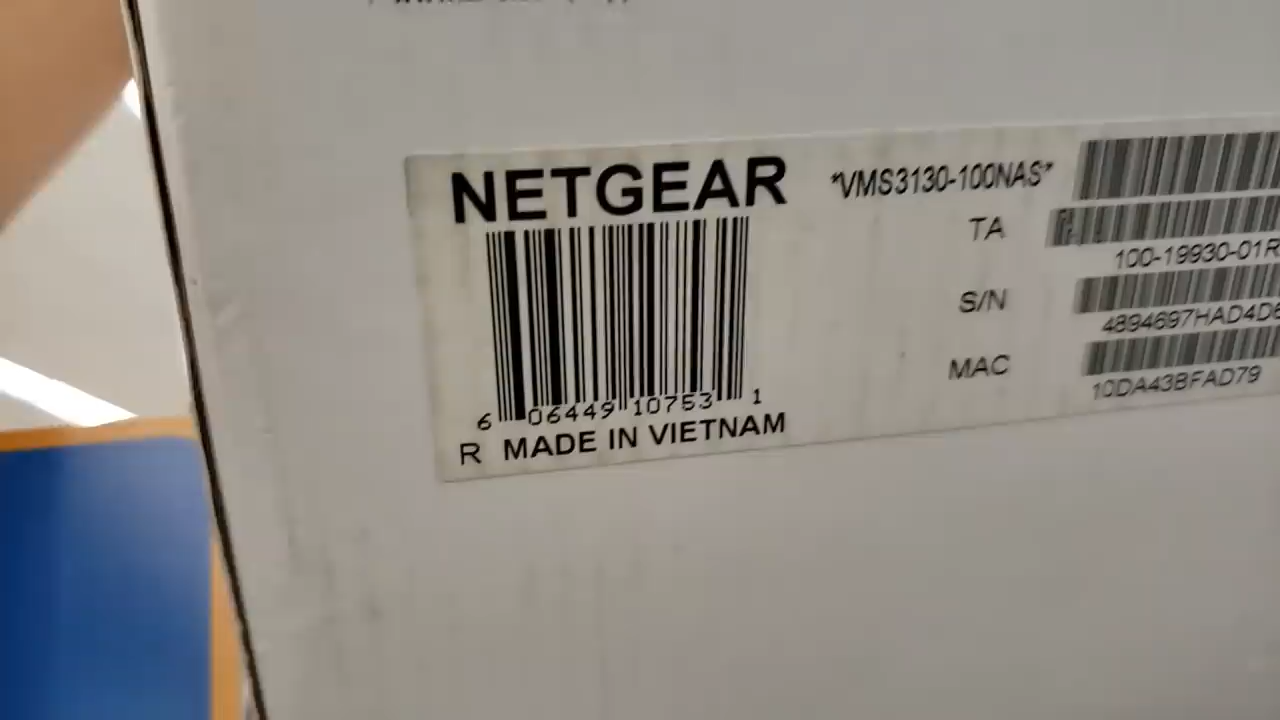 NETGEAR
*VMS3130-100NAS*
TA
100-19930-01R
S/N
4894697HAD4D6
MAC
10DA43BFAD79
6 06449 10753 1
R MADE IN VIETNAM